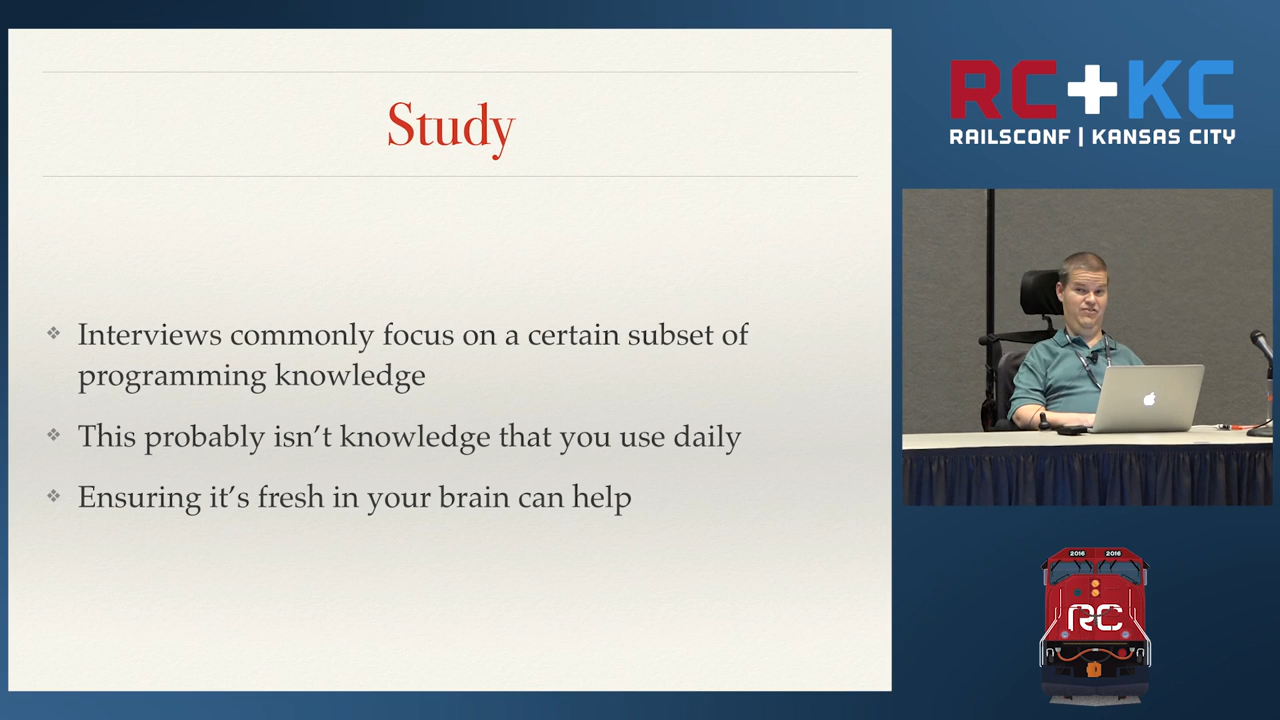 Study
❖ Interviews commonly focus on a certain subset of
programming knowledge
❖ This probably isn’t knowledge that you use daily
❖ Ensuring it’s fresh in your brain can help
RC+KC
RAILSCONF | KANSAS CITY
2016 2016
RC